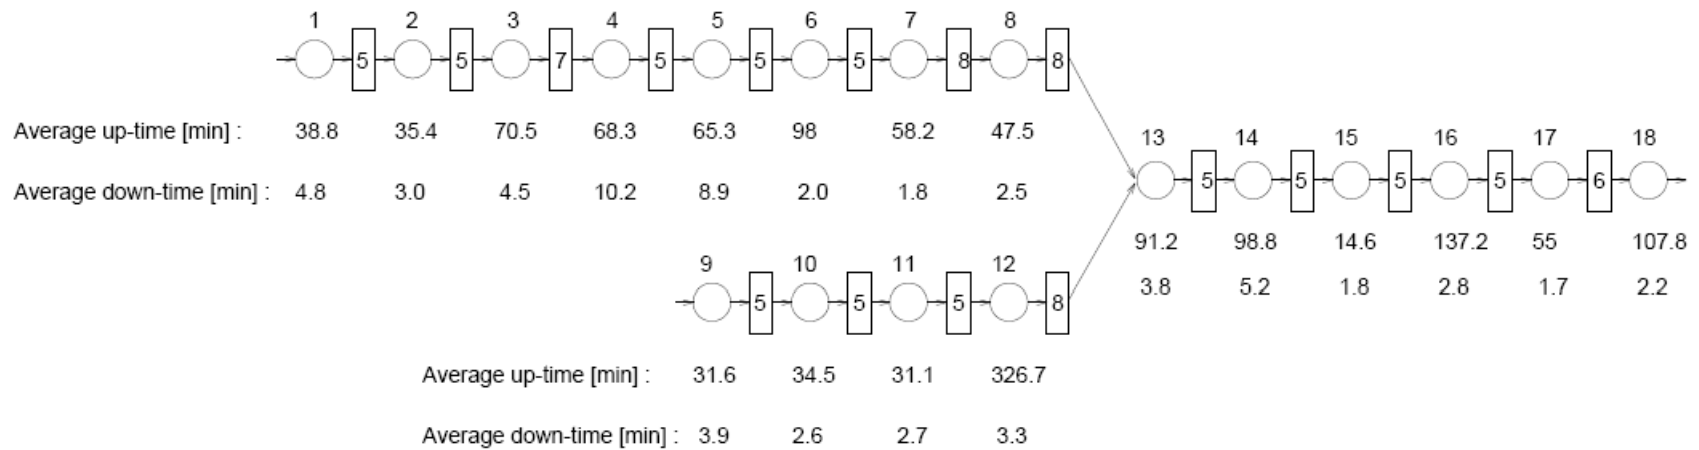 1 2 3 4 5 6 7 8
5 5 7 5 5 5 8 8
Average up-time [min] : 38.8 35.4 70.5 68.3 65.3 98 58.2 47.5
Average down-time [min] : 4.8 3.0 4.5 10.2 8.9 2.0 1.8 2.5
13 14 15 16 17 18
5 5 5 5 6
91.2 98.8 14.6 137.2 55 107.8
3.8 5.2 1.8 2.8 1.7 2.2
9 10 11 12
5 5 5 8
Average up-time [min] : 31.6 34.5 31.1 326.7
Average down-time [min] : 3.9 2.6 2.7 3.3